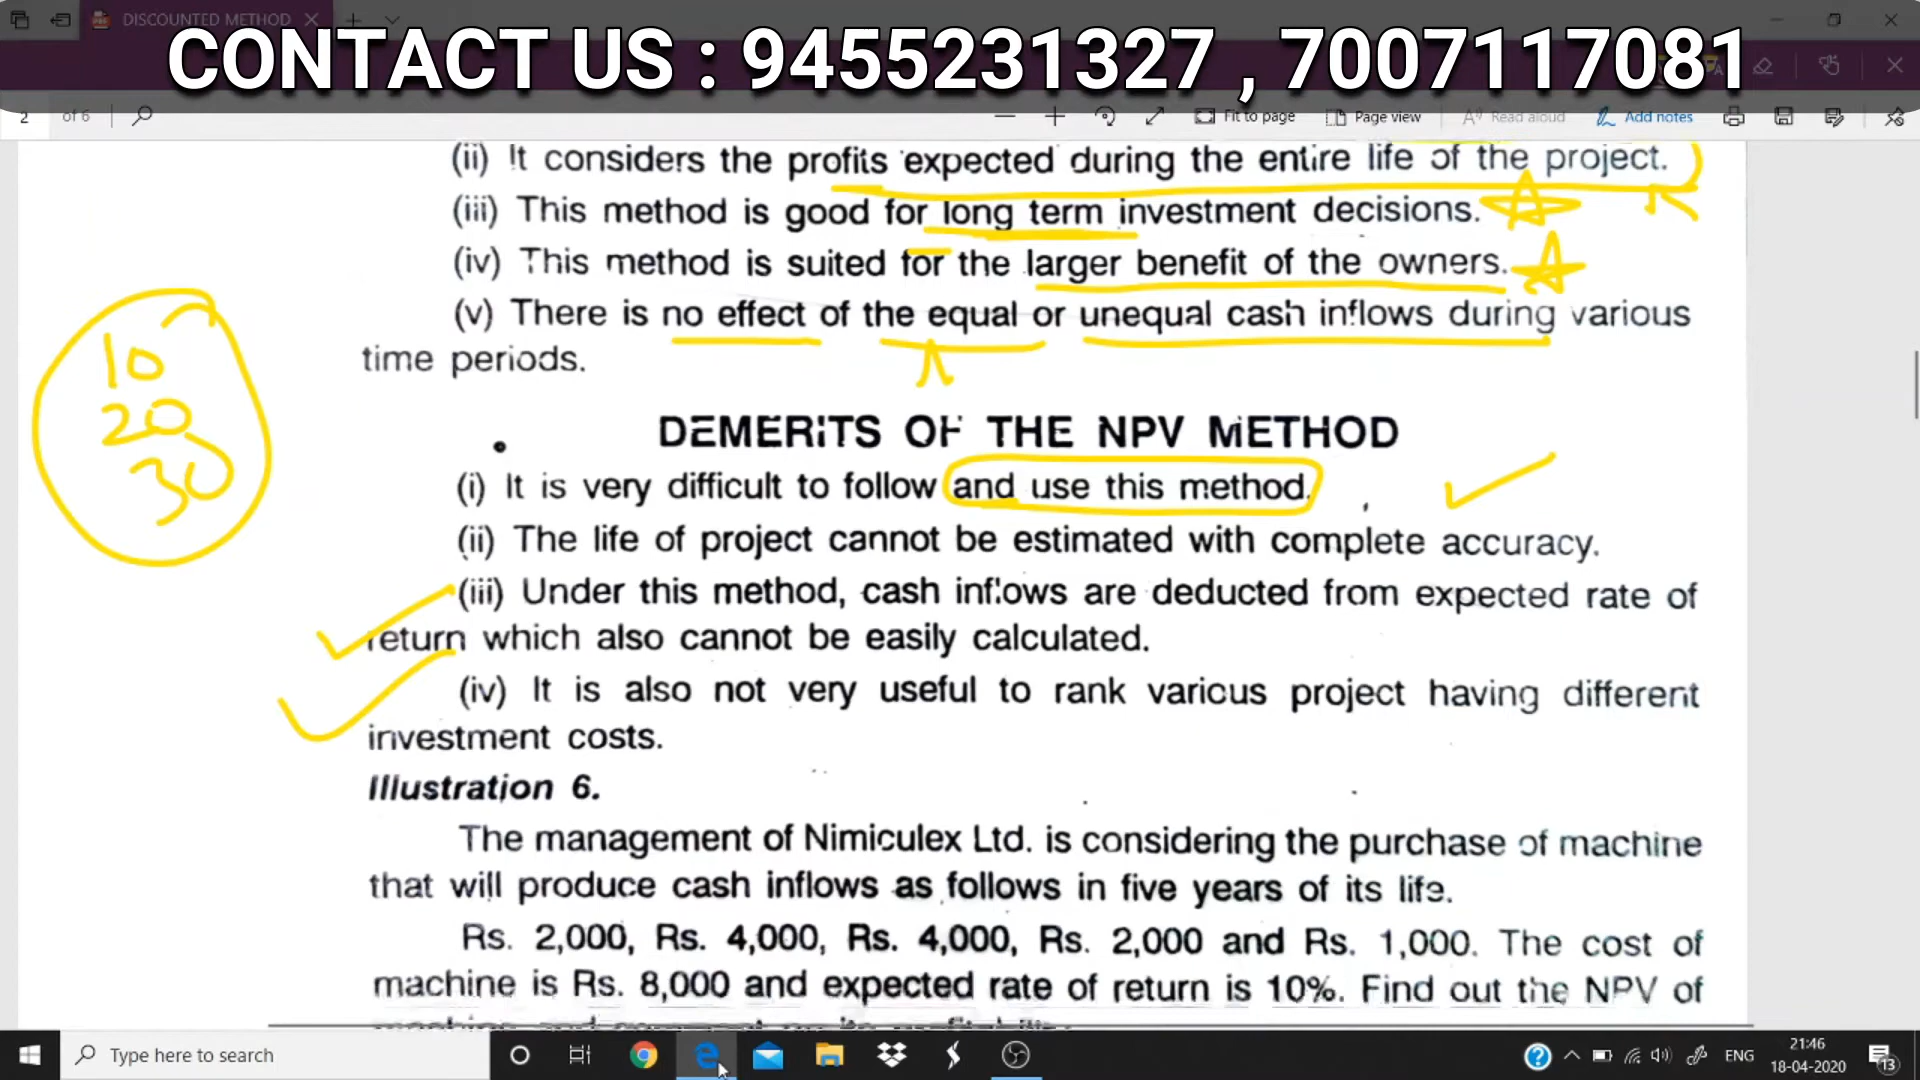 DISCOUNTED METHOD
CONTACT US : 9455231327 , 7007117081
2 of 6
Fit to page
Page view
Read aloud
Add notes
(ii) It considers the profits expected during the entire life of the project.
(iii) This method is good for long term investment decisions.
(iv) This method is suited for the larger benefit of the owners.
(v) There is no effect of the equal or unequal cash inflows during various
time periods.
10
20
30
DEMERITS OF THE NPV METHOD
(i) It is very difficult to follow and use this method.
(ii) The life of project cannot be estimated with complete accuracy.
(iii) Under this method, cash inflows are deducted from expected rate of
return which also cannot be easily calculated.
(iv) It is also not very useful to rank various project having different
investment costs.
Illustration 6.
The management of Nimiculex Ltd. is considering the purchase of machine
that will produce cash inflows as follows in five years of its life.
Rs. 2,000, Rs. 4,000, Rs. 4,000, Rs. 2,000 and Rs. 1,000. The cost of
machine is Rs. 8,000 and expected rate of return is 10%. Find out the NPV of
Type here to search
ENG
21:46
18-04-2020
13